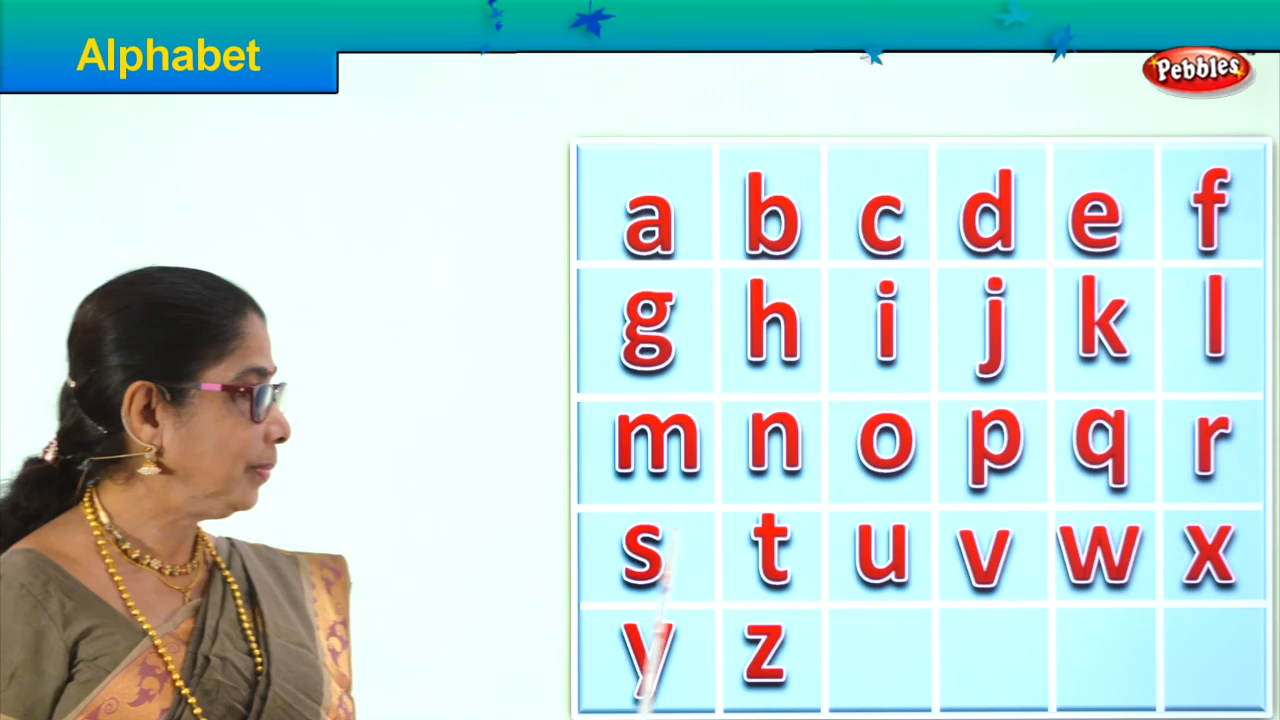 Alphabet
Pebbles
a b c d e f
g h i j k l
m n o p q r
s t u v w x
y z